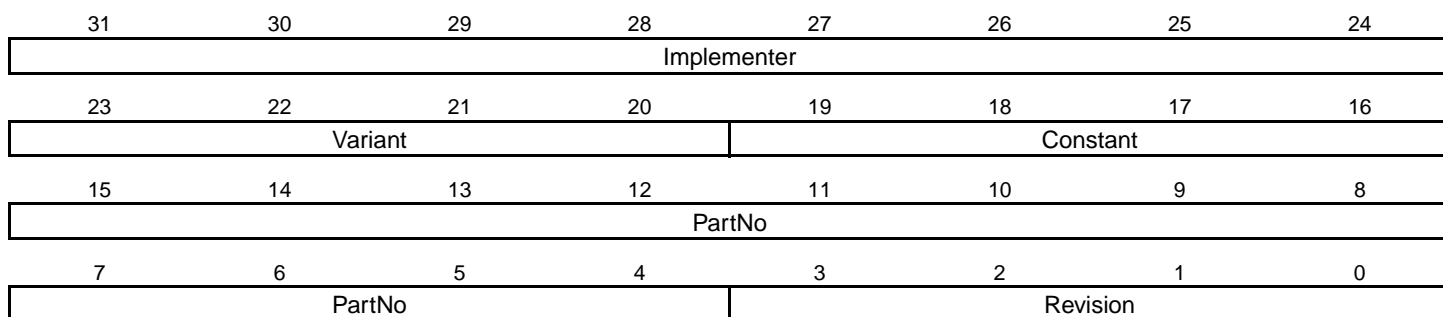 31 30 29 28 27 26 25 24
Implementer
23 22 21 20 19 18 17 16
Variant Constant
15 14 13 12 11 10 9 8
PartNo
7 6 5 4 3 2 1 0
PartNo Revision